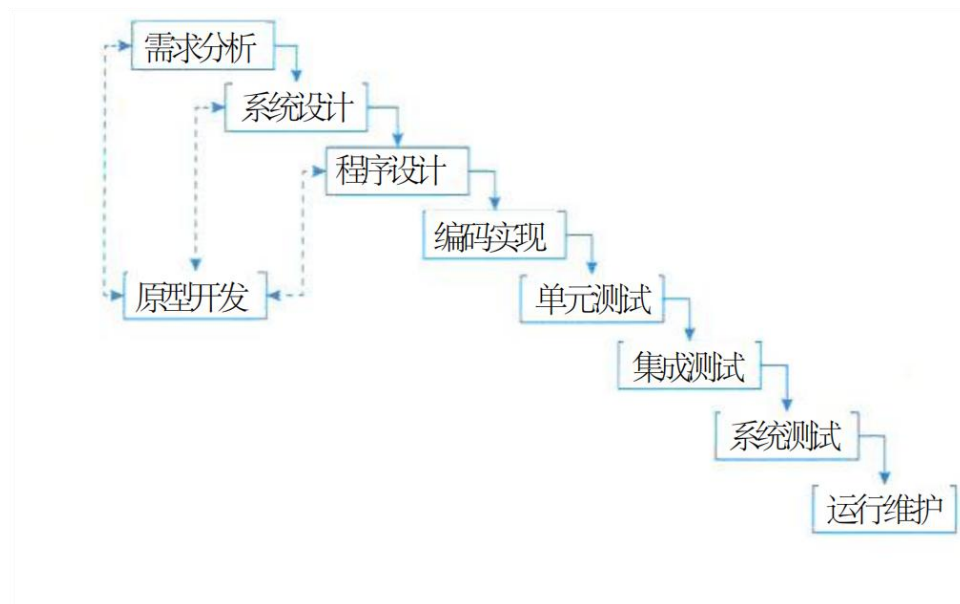 需求分析
系统设计
程序设计
编码实现
原型开发
单元测试
集成测试
系统测试
运行维护